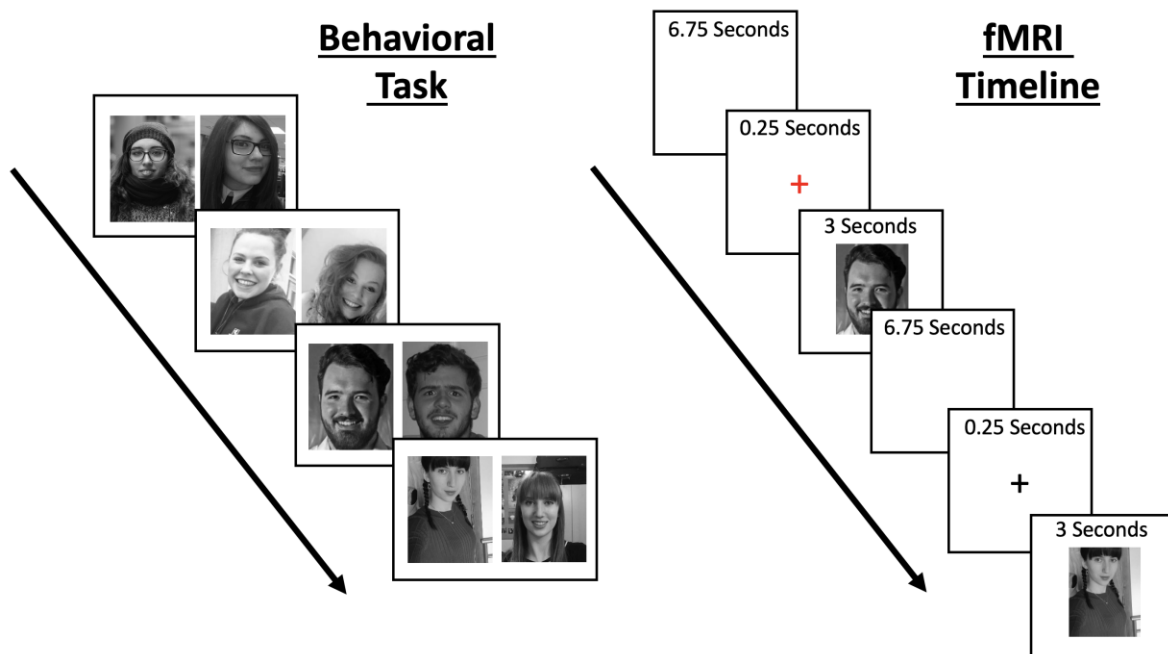 Behavioral
Task
fMRI
Timeline
6.75 Seconds
0.25 Seconds
3 Seconds
6.75 Seconds
0.25 Seconds
3 Seconds